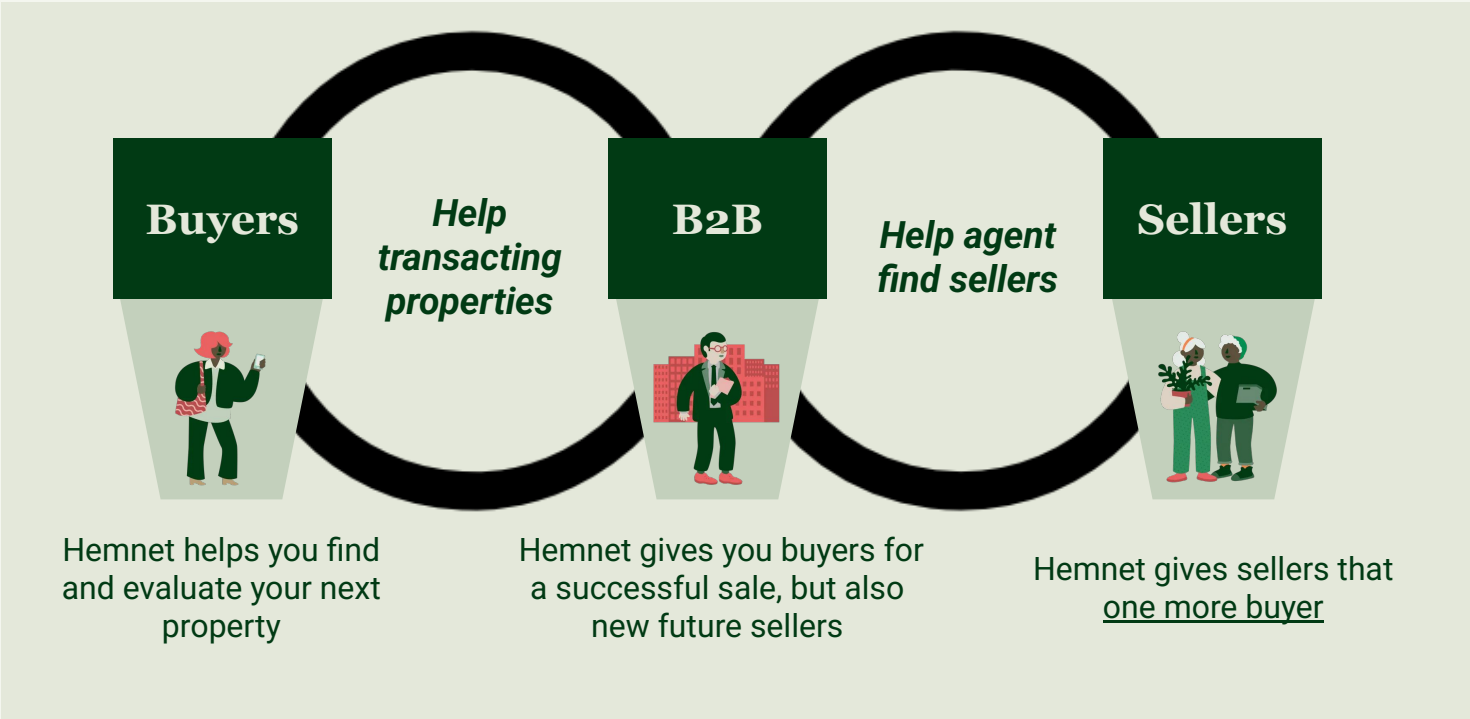 Buyers
Help
transacting
properties
B2B
Help agent
find sellers
Sellers
Hemnet helps you find
and evaluate your next
property
Hemnet gives you buyers for
a successful sale, but also
new future sellers
Hemnet gives sellers that
one more buyer